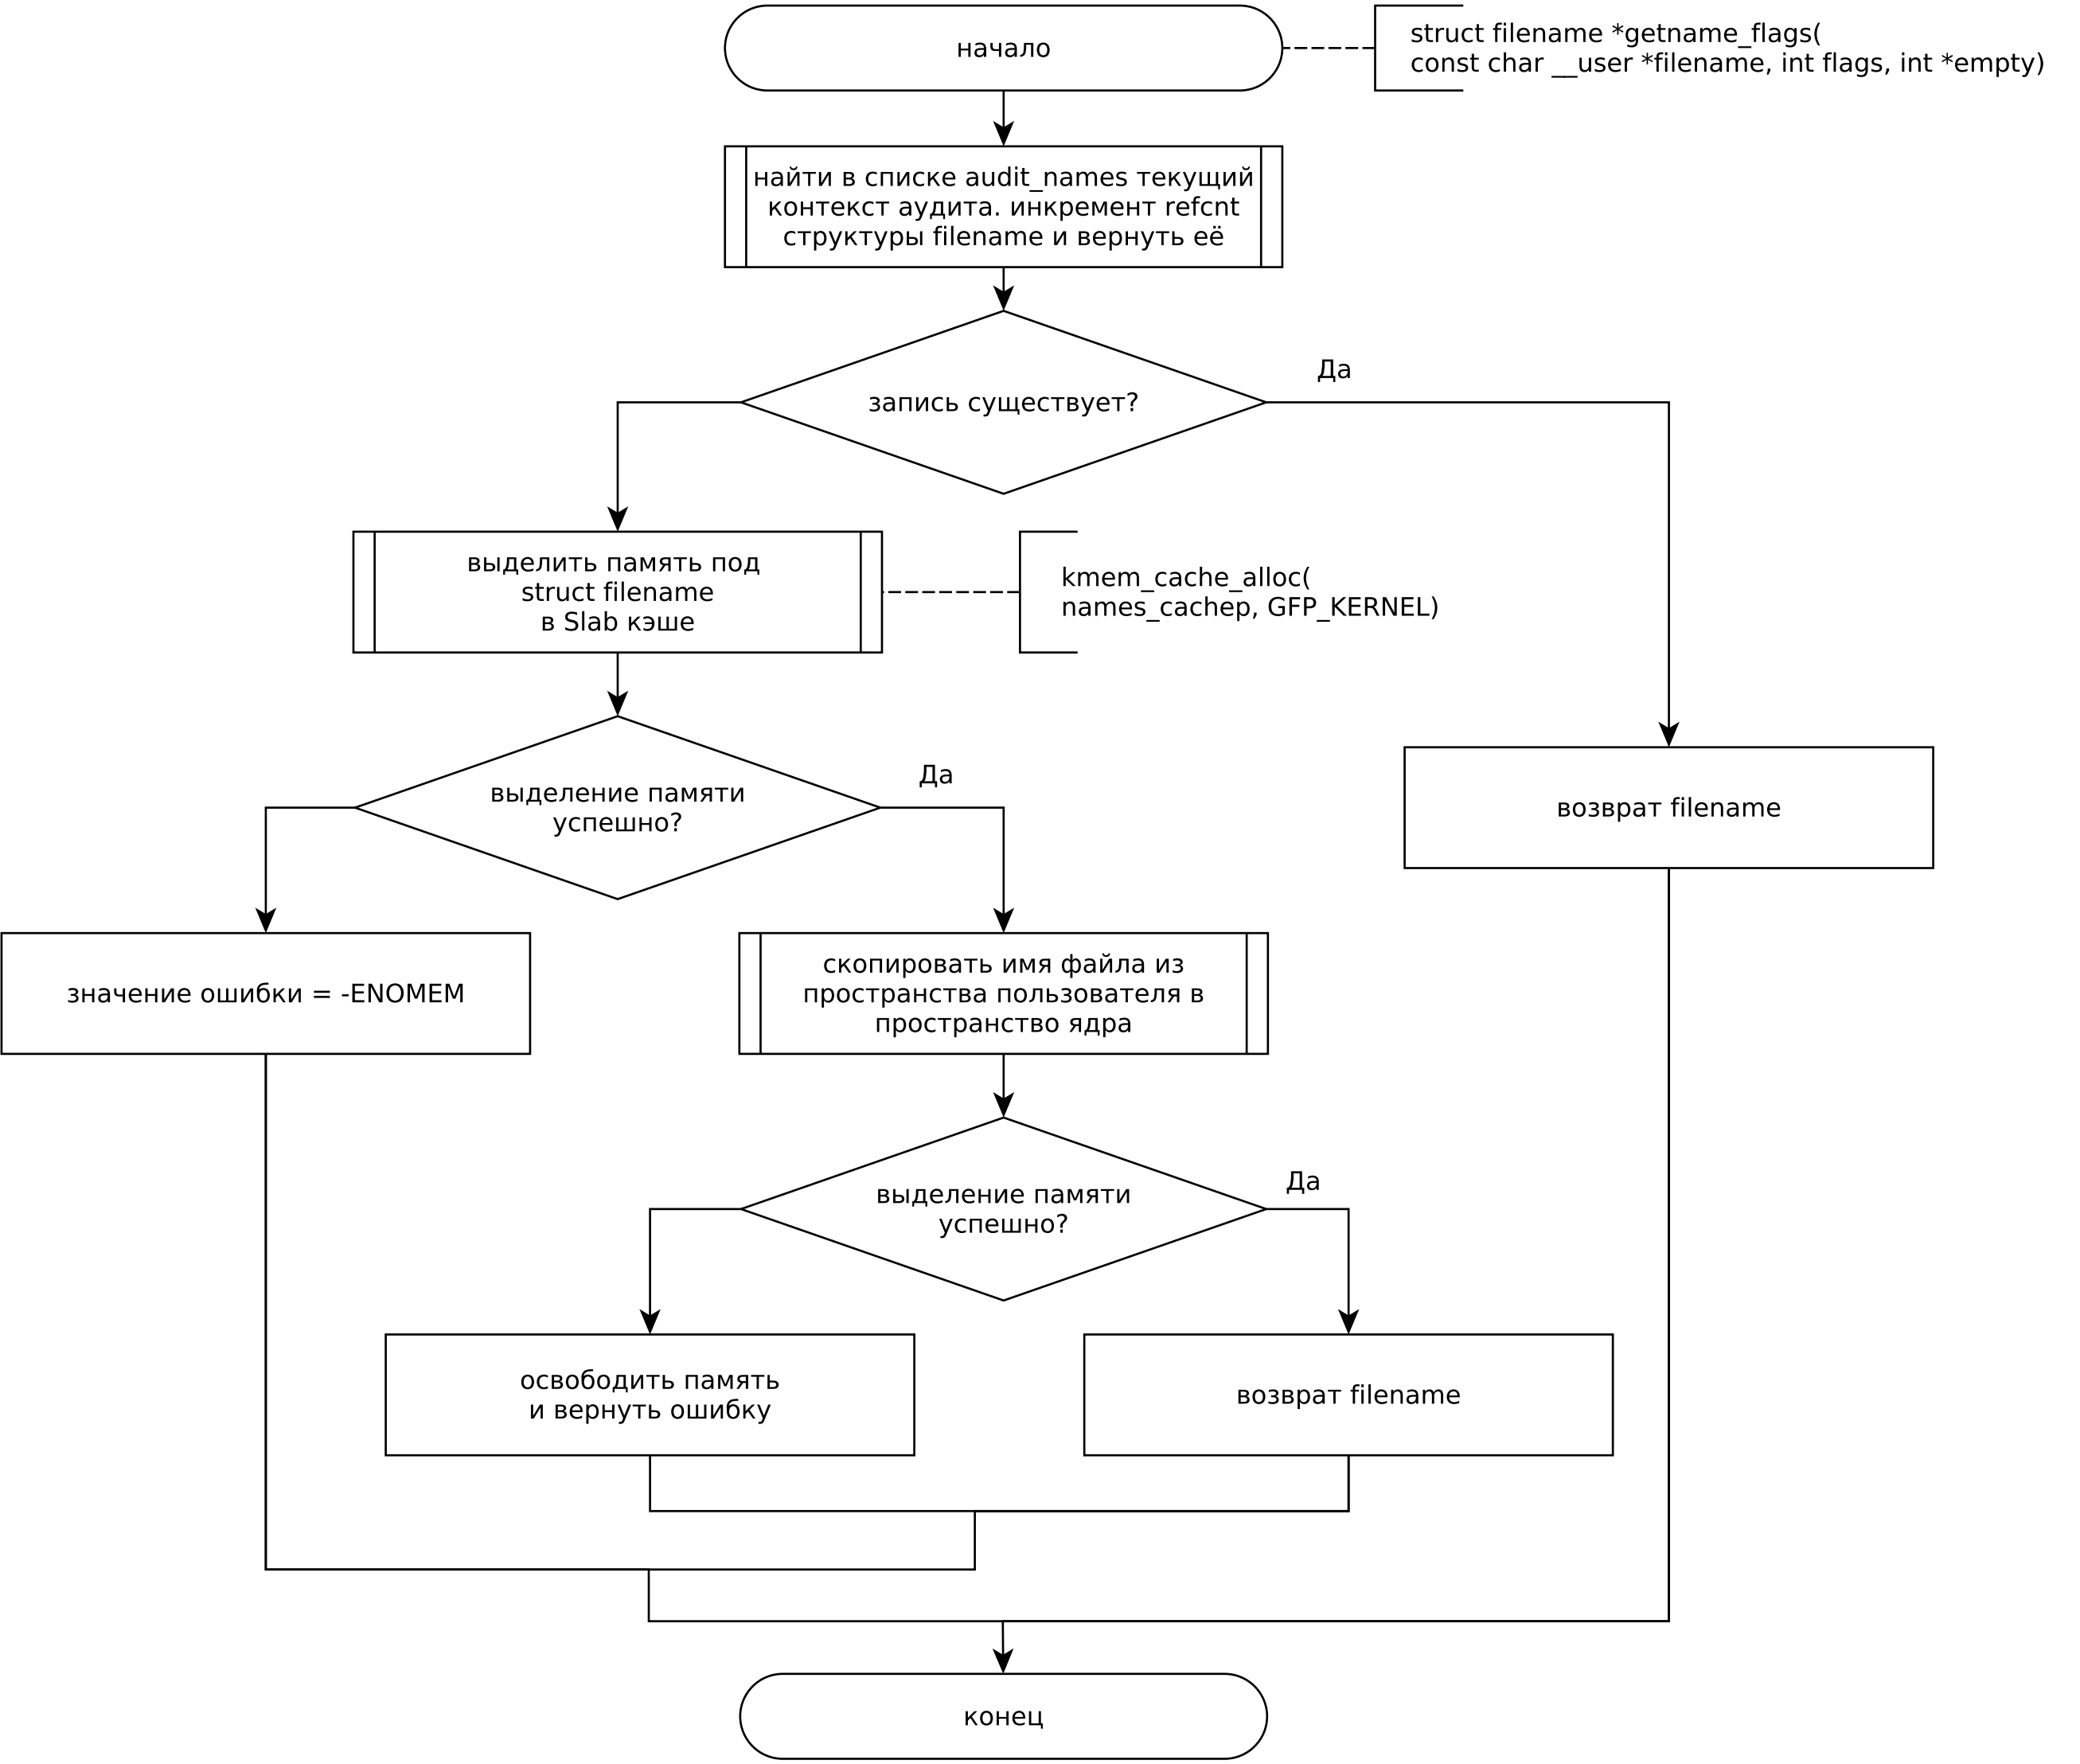 начало
struct filename *getname_flags(
const char __user *filename, int flags, int *empty)
найти в списке audit_names текущий
контекст аудита. инкремент refcnt
структуры filename и вернуть её
Да
запись существует?
выделить память под
struct filename
в Slab кэше
kmem_cache_alloc(
names_cachep, GFP_KERNEL)
Да
выделение памяти
успешно?
возврат filename
значение ошибки = -ENOMEM
скопировать имя файла из
пространства пользователя в
пространство ядра
Да
выделение памяти
успешно?
освободить память
и вернуть ошибку
возврат filename
конец